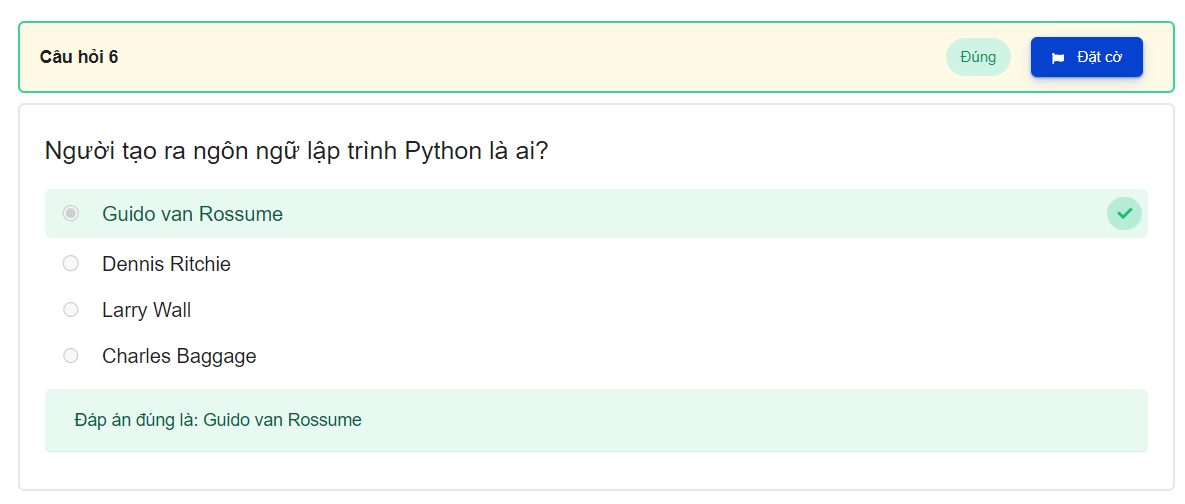 Câu hỏi 6
Đúng
Đặt cờ
Người tạo ra ngôn ngữ lập trình Python là ai?
Guido van Rossume
Dennis Ritchie
Larry Wall
Charles Baggage
Đáp án đúng là: Guido van Rossume